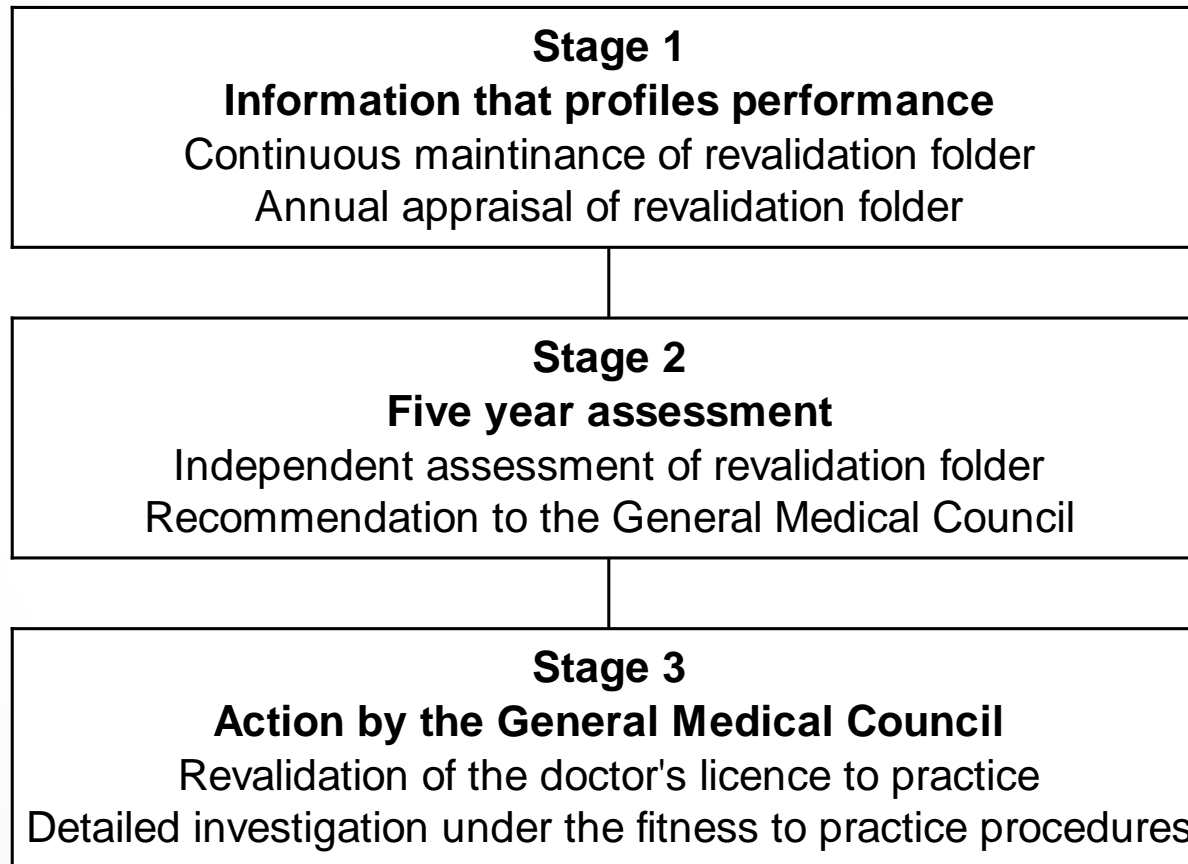 Stage 1
Information that profiles performance
Continuous maintinance of revalidation folder
Annual appraisal of revalidation folder
Stage 2
Five year assessment
Independent assessment of revalidation folder
Recommendation to the General Medical Council
Stage 3
Action by the General Medical Council
Revalidation of the doctor's licence to practice
Detailed investigation under the fitness to practice procedures